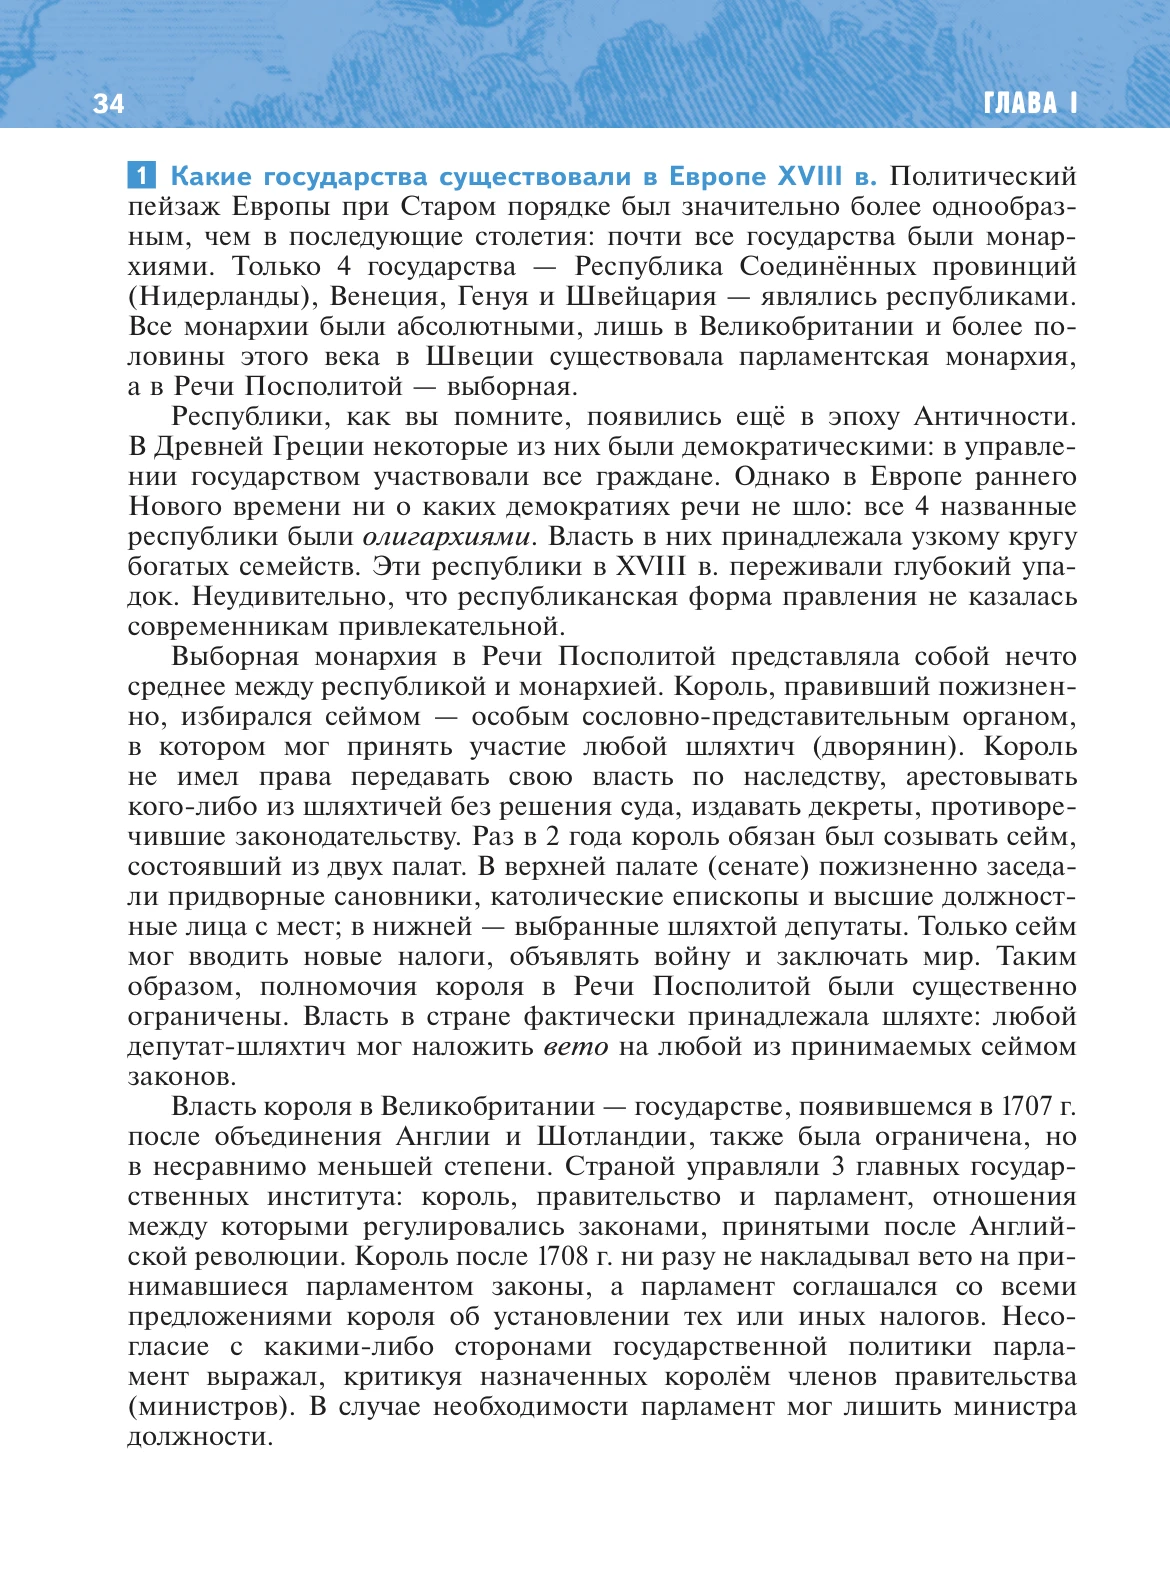 34
ГЛАВА I
1 Какие государства существовали в Европе XVIII в. Политический
пейзаж Европы при Старом порядке был значительно более однообраз-
ным, чем в последующие столетия: почти все государства были монар-
хиями. Только 4 государства — Республика Соединённых провинций
(Нидерланды), Венеция, Генуя и Швейцария — являлись республиками.
Все монархии были абсолютными, лишь в Великобритании и более по-
ловины этого века в Швеции существовала парламентская монархия,
а в Речи Посполитой — выборная.
Республики, как вы помните, появились ещё в эпоху Античности.
В Древней Греции некоторые из них были демократическими: в управле-
нии государством участвовали все граждане. Однако в Европе раннего
Нового времени ни о каких демократиях речи не шло: все 4 названные
республики были олигархиями. Власть в них принадлежала узкому кругу
богатых семейств. Эти республики в XVIII в. переживали глубокий упа-
док. Неудивительно, что республиканская форма правления не казалась
современникам привлекательной.
Выборная монархия в Речи Посполитой представляла собой нечто
среднее между республикой и монархией. Король, правивший пожизнен-
но, избирался сеймом — особым сословно-представительным органом,
в котором мог принять участие любой шляхтич (дворянин). Король
не имел права передавать свою власть по наследству, арестовывать
кого-либо из шляхтичей без решения суда, издавать декреты, противоре-
чившие законодательству. Раз в 2 года король обязан был созывать сейм,
состоявший из двух палат. В верхней палате (сенате) пожизненно заседа-
ли придворные сановники, католические епископы и высшие должност-
ные лица с мест; в нижней — выбранные шляхтой депутаты. Только сейм
мог вводить новые налоги, объявлять войну и заключать мир. Таким
образом, полномочия короля в Речи Посполитой были существенно
ограничены. Власть в стране фактически принадлежала шляхте: любой
депутат-шляхтич мог наложить вето на любой из принимаемых сеймом
законов.
Власть короля в Великобритании — государстве, появившемся в 1707 г.
после объединения Англии и Шотландии, также была ограничена, но
в несравнимо меньшей степени. Страной управляли 3 главных государ-
ственных института: король, правительство и парламент, отношения
между которыми регулировались законами, принятыми после Англий-
ской революции. Король после 1708 г. ни разу не накладывал вето на при-
нимавшиеся парламентом законы, а парламент соглашался со всеми
предложениями короля об установлении тех или иных налогов. Несо-
гласие с какими-либо сторонами государственной политики парла-
мент выражал, критикуя назначенных королём членов правительства
(министров). В случае необходимости парламент мог лишить министра
должности.